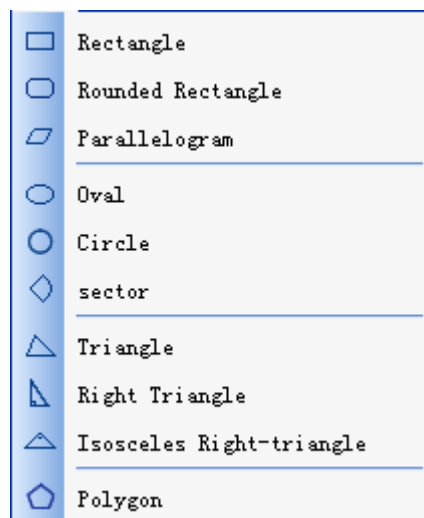 Rectangle
Rounded Rectangle
Parallelogram
Oval
Circle
sector
Triangle
Right Triangle
Isosceles Right-triangle
Polygon